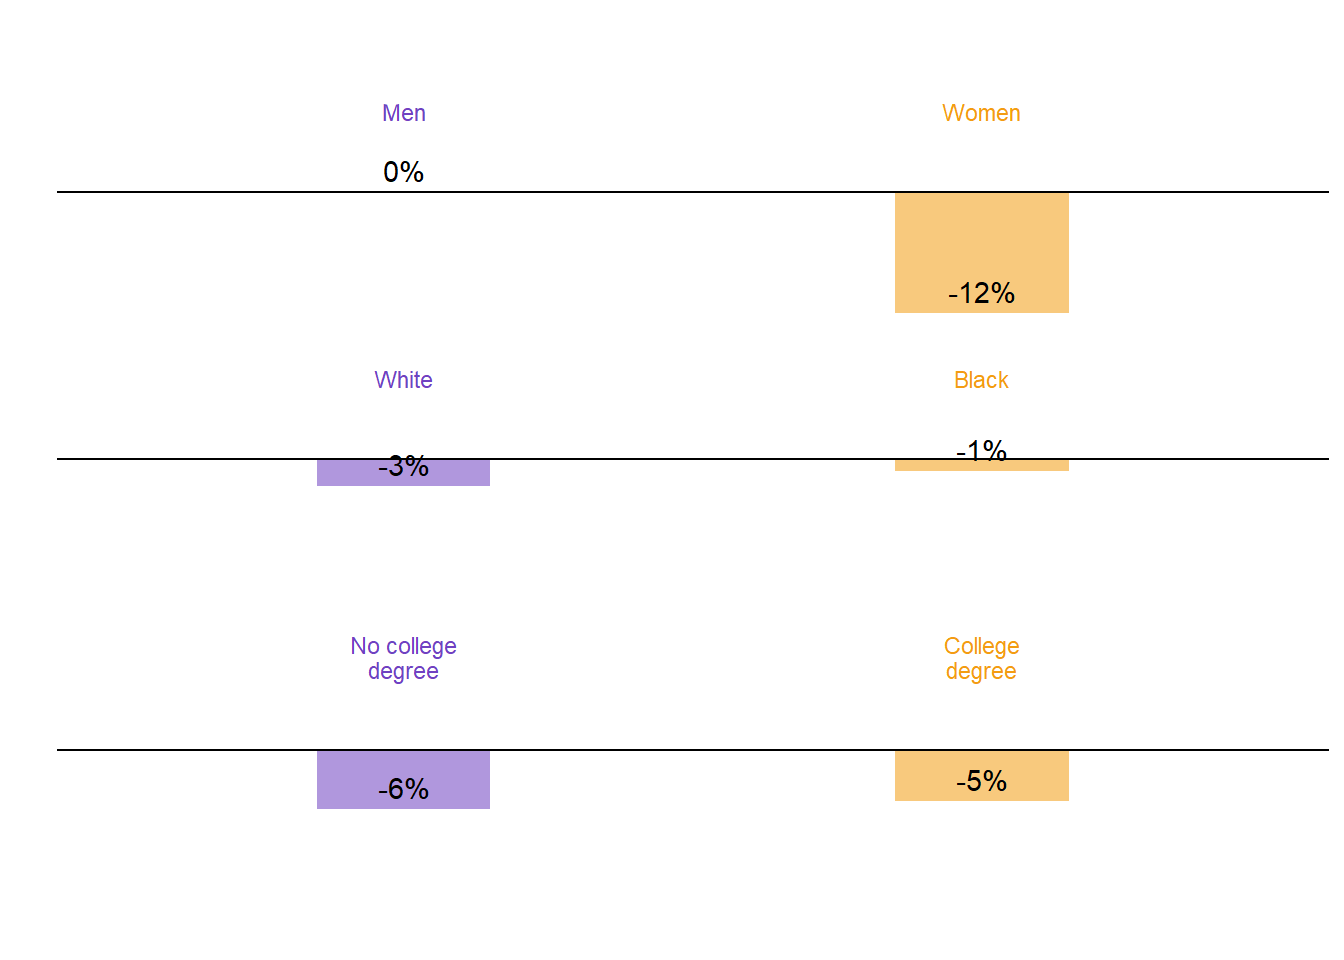 Men
Women
0%
-12%
White
Black
-3%
-1%
No college
degree
College
degree
-6%
-5%